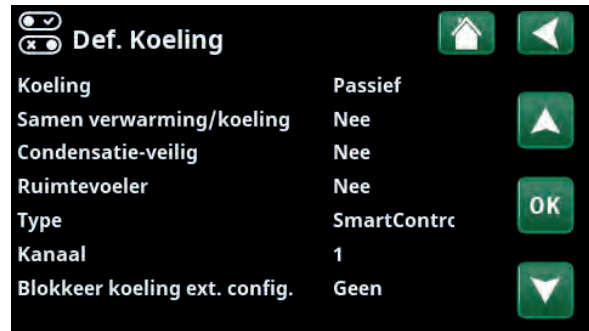 Def. Koeling
Koeling Passief
Samen verwarming/koeling Nee
Condensatie-veilig Nee
Ruimtevoeler Nee
Type SmartContrc
Kanaal 1
Blokkeer koeling ext. config. Geen
OK